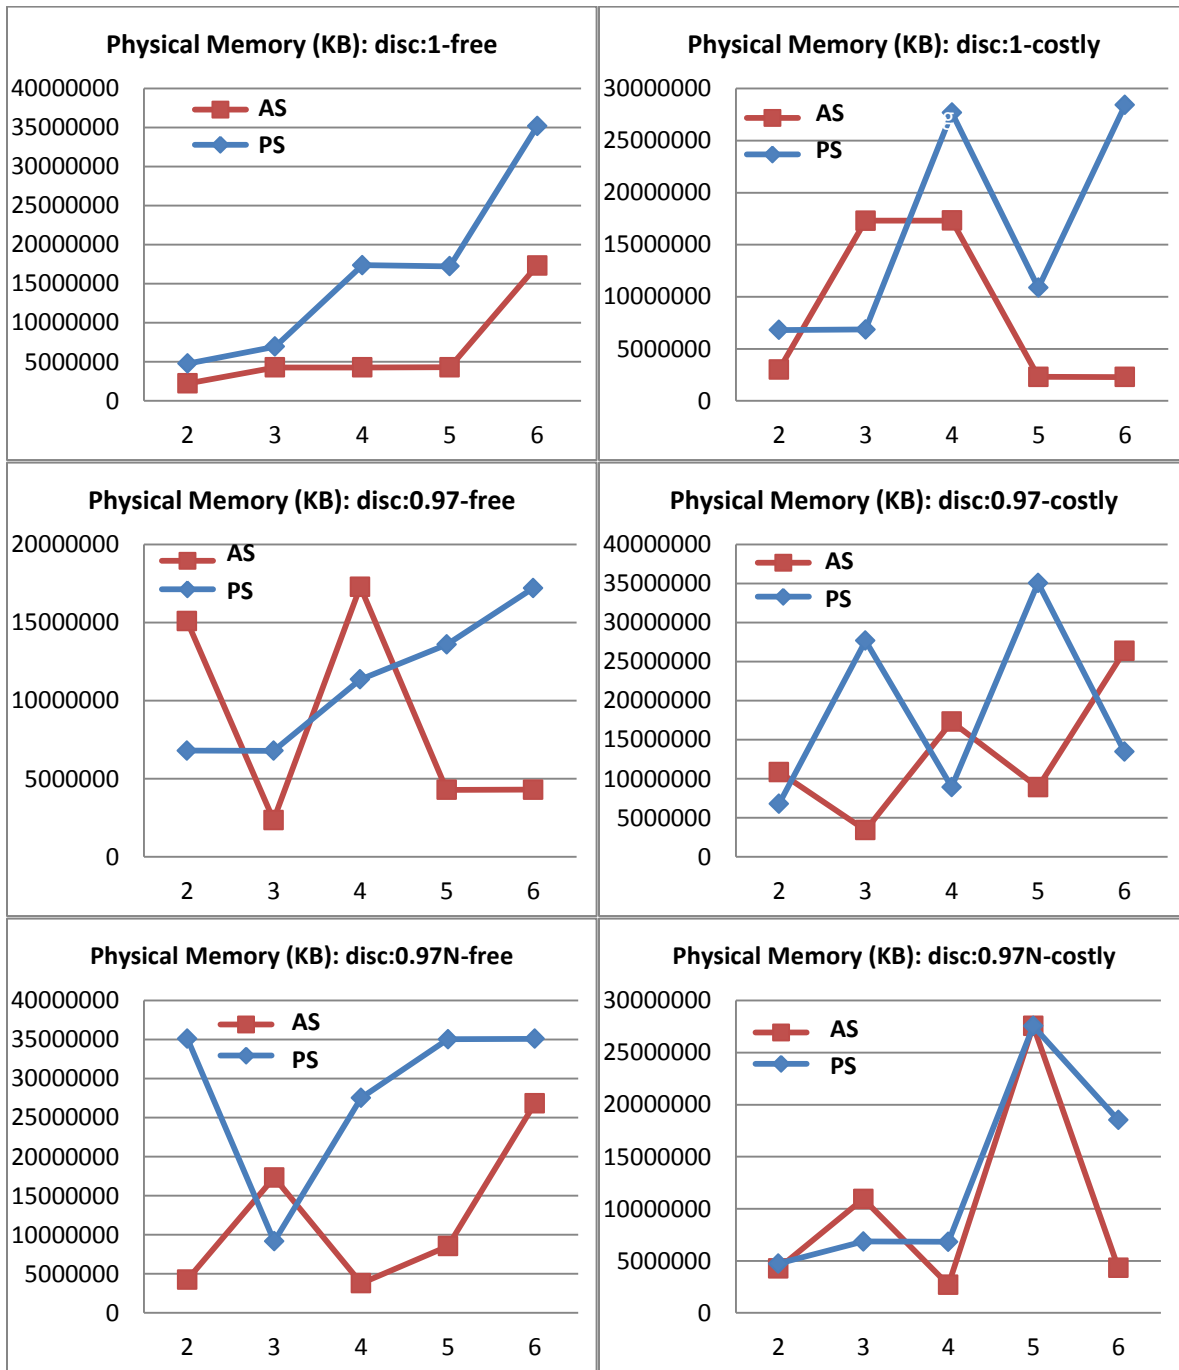 Physical Memory (KB): disc:1-free
40000000
35000000
30000000
25000000
20000000
15000000
10000000
5000000
0
AS
PS
2 3 4 5 6
Physical Memory (KB): disc:1-costly
30000000
25000000
20000000
15000000
10000000
5000000
0
AS
PS
g
2 3 4 5 6
Physical Memory (KB): disc:0.97-free
20000000
15000000
10000000
5000000
0
AS
PS
2 3 4 5 6
Physical Memory (KB): disc:0.97-costly
40000000
35000000
30000000
25000000
20000000
15000000
10000000
5000000
0
AS
PS
2 3 4 5 6
Physical Memory (KB): disc:0.97N-free
40000000
35000000
30000000
25000000
20000000
15000000
10000000
5000000
0
AS
PS
2 3 4 5 6
Physical Memory (KB): disc:0.97N-costly
30000000
25000000
20000000
15000000
10000000
5000000
0
AS
PS
2 3 4 5 6